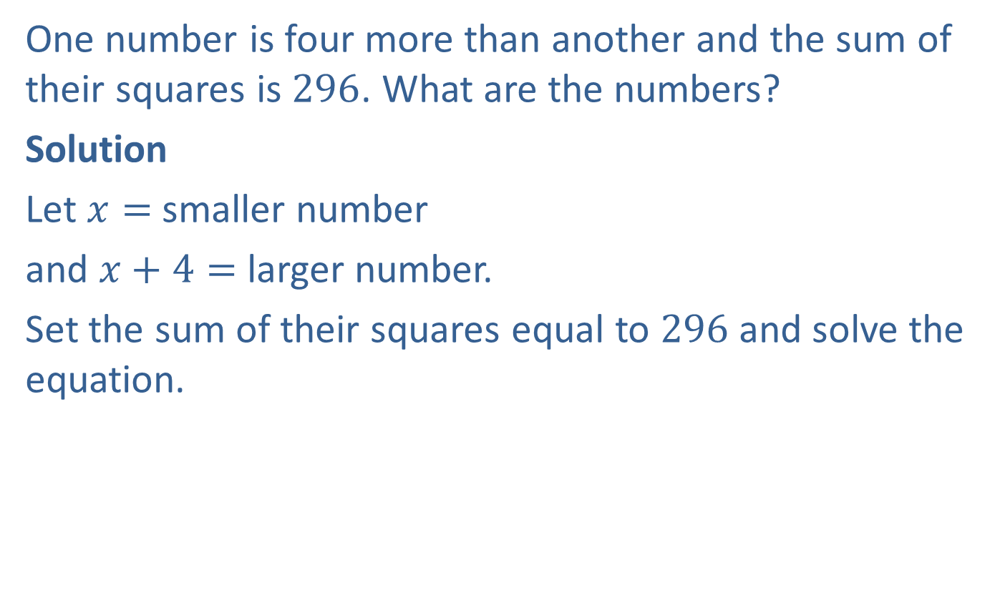 One number is four more than another and the sum of
their squares is 296. What are the numbers?
Solution
Let x = smaller number
and x + 4 = larger number.
Set the sum of their squares equal to 296 and solve the
equation.